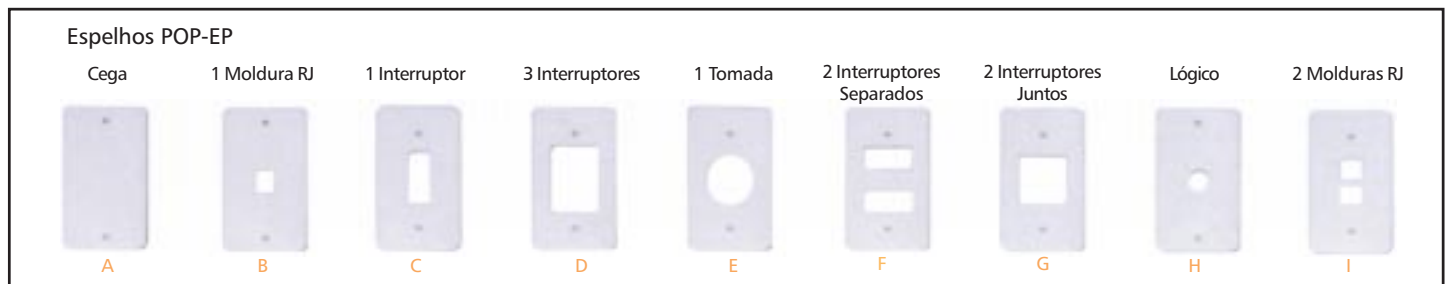 Espelhos POP-EP
Cega
1 Moldura RJ
1 Interruptor
3 Interruptores
1 Tomada
2 Interruptores
Separados
2 Interruptores
Juntos
Lógico
2 Molduras RJ
A
B
C
D
E
F
G
H
I